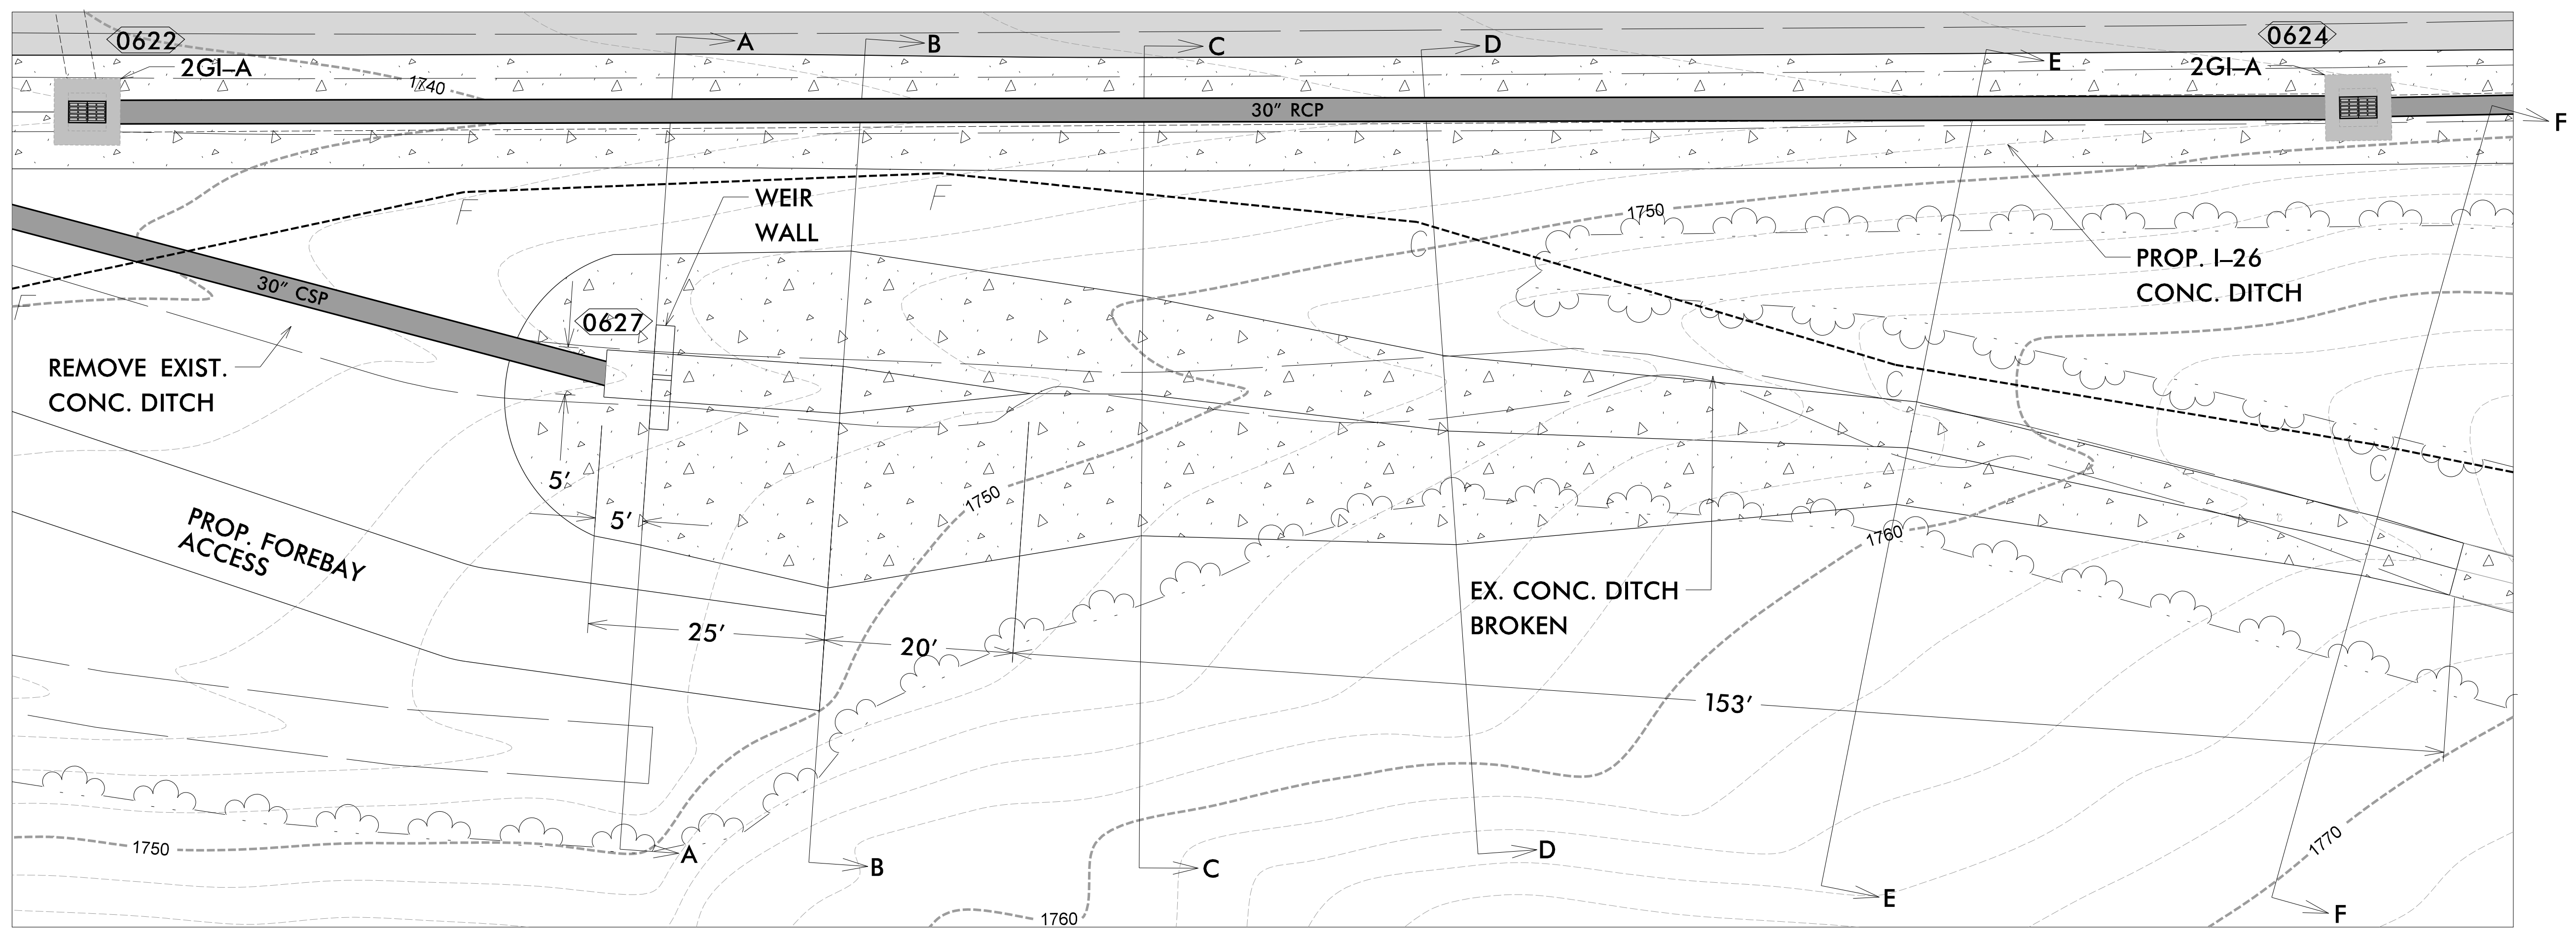 0622
2GI–A
1740
A
B
C
D
E
0624
2GI–A
F
30″ RCP
F
F
WEIR
WALL
C
1750
PROP. I–26
CONC. DITCH
F
30″ CSP
0627
REMOVE EXIST.
CONC. DITCH
C
C
5′
5′
1750
1760
PROP. FOREBAY
ACCESS
EX. CONC. DITCH
BROKEN
25′
20′
153′
1750
A
B
C
D
E
F
1760
1770